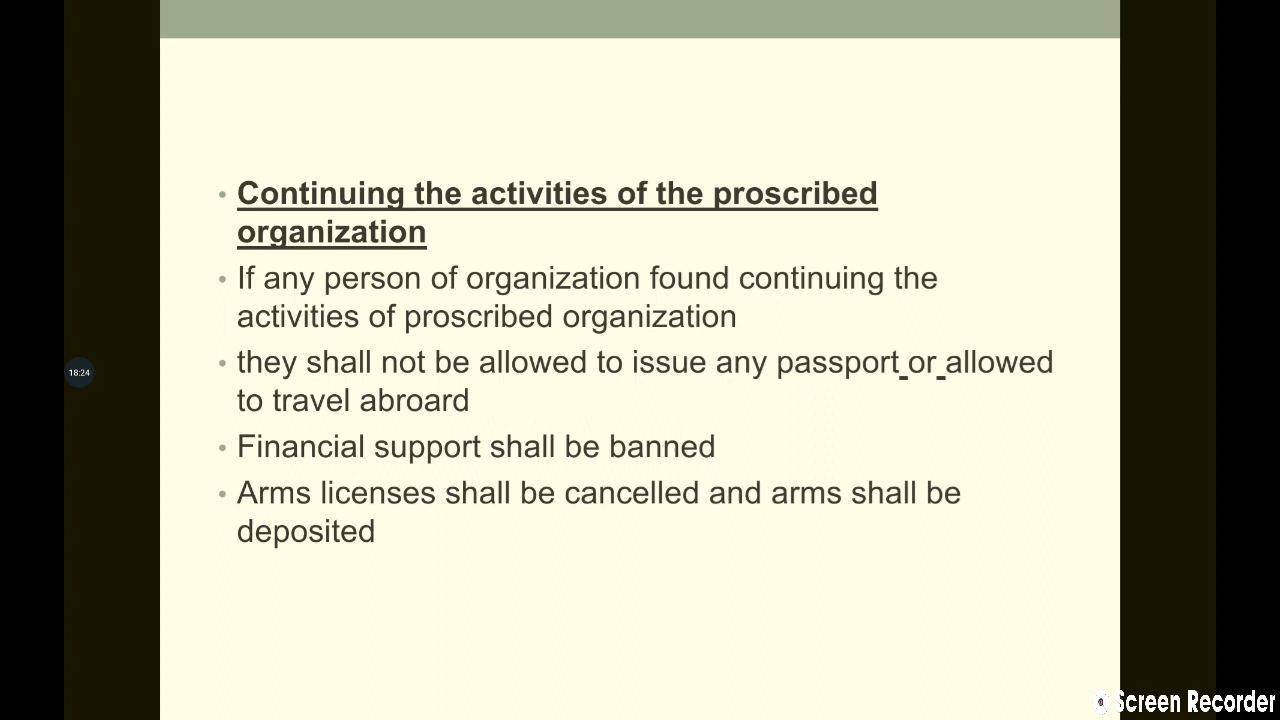 • Continuing the activities of the proscribed
organization
• If any person of organization found continuing the
activities of proscribed organization
• they shall not be allowed to issue any passport or allowed
to travel abroad
• Financial support shall be banned
• Arms licenses shall be cancelled and arms shall be
deposited
18:24
Screen Recorder